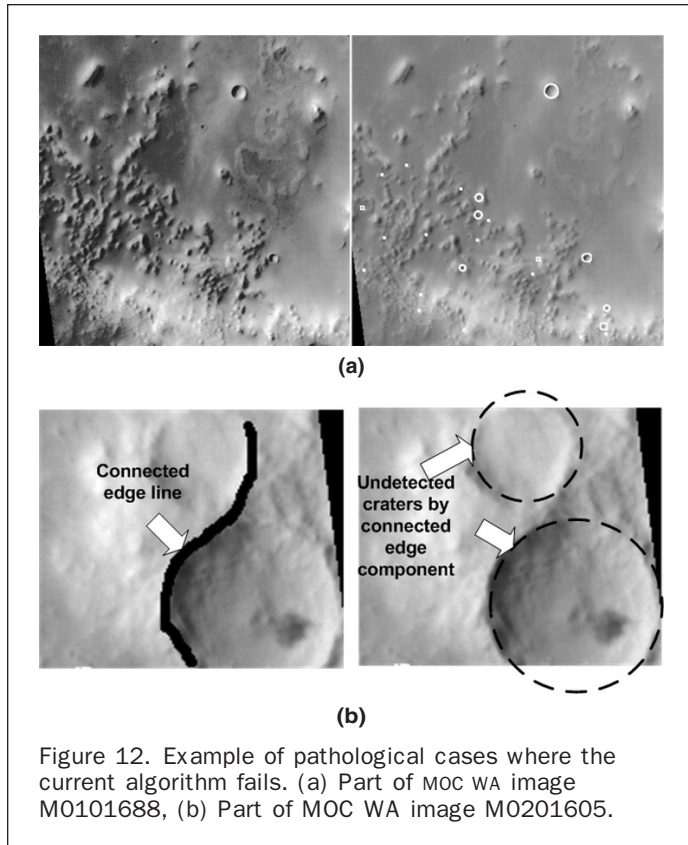 (a)
Connected
edge line
Undetected
craters by
connected
edge
component
(b)
Figure 12. Example of pathological cases where the
current algorithm fails. (a) Part of MOC WA image
M0101688, (b) Part of MOC WA image M0201605.